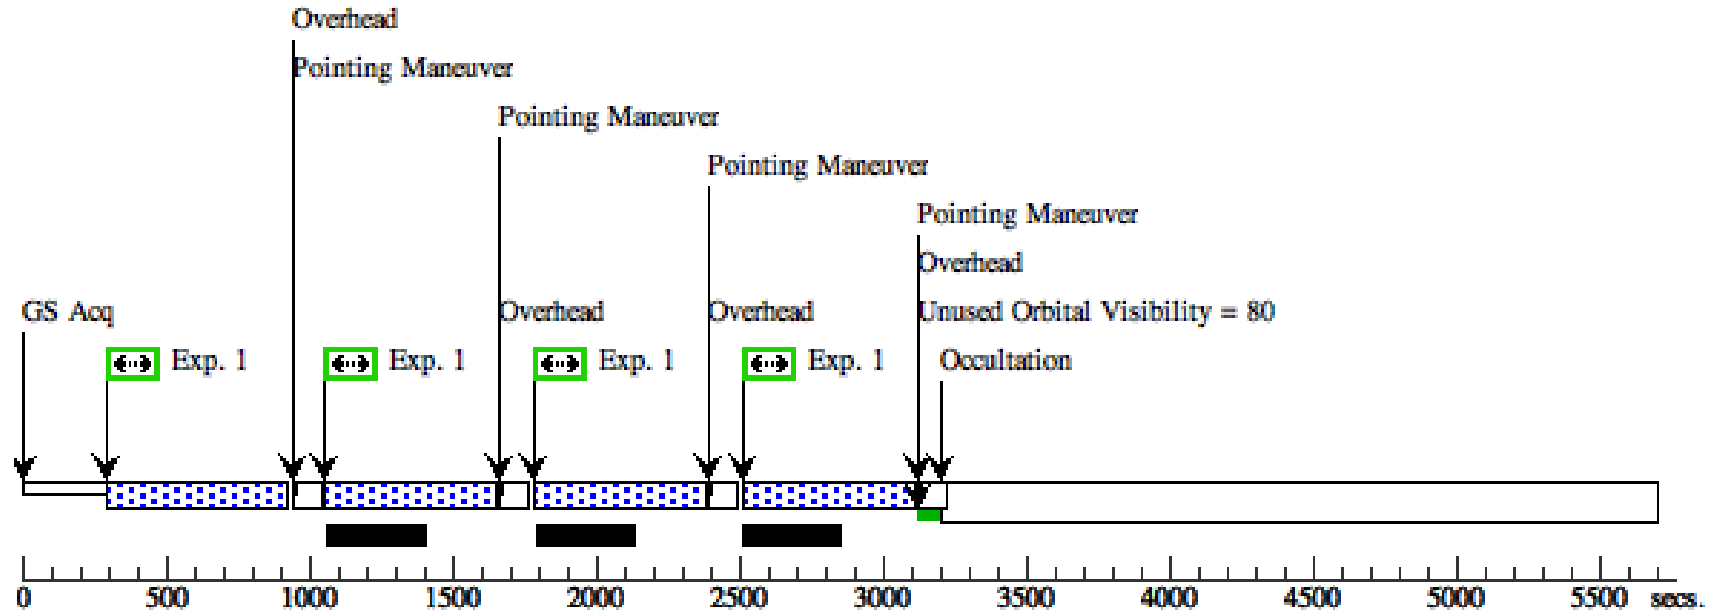 Overhead
Pointing Maneuver
Pointing Maneuver
Pointing Maneuver
Pointing Maneuver
Overhead
GS Acq
Overhead
Overhead
Unused Orbital Visibility = 80
Exp. 1
Exp. 1
Exp. 1
Exp. 1
Occultation
0 500 1000 1500 2000 2500 3000 3500 4000 4500 5000 5500 secs.